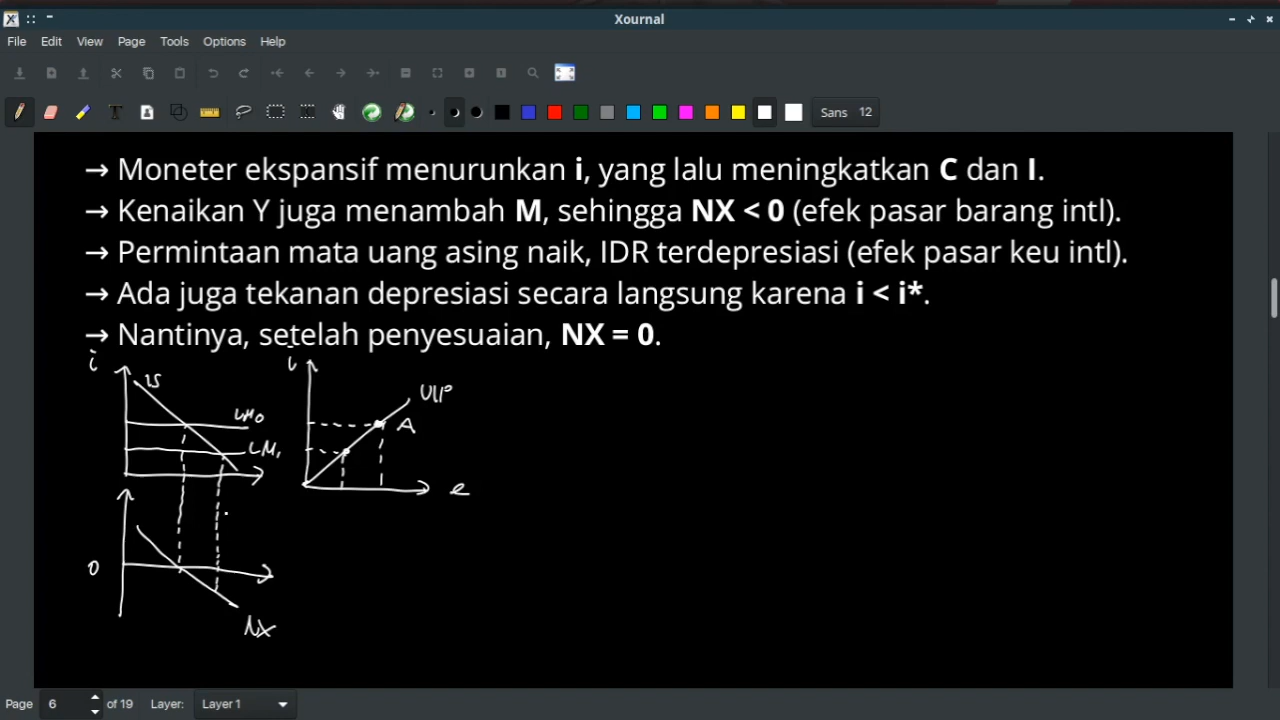 Xournal
File Edit View Page Tools Options Help
Sans 12
→ Moneter ekspansif menurunkan i, yang lalu meningkatkan C dan I.
→ Kenaikan Y juga menambah M, sehingga NX < 0 (efek pasar barang intl).
→ Permintaan mata uang asing naik, IDR terdepresiasi (efek pasar keu intl).
→ Ada juga tekanan depresiasi secara langsung karena i < i*.
→ Nantinya, setelah penyesuaian, NX = 0.
i
IS
LM₀
LM₁
i
UIP
A
e
0
NX
Page 6 of 19 Layer: Layer 1